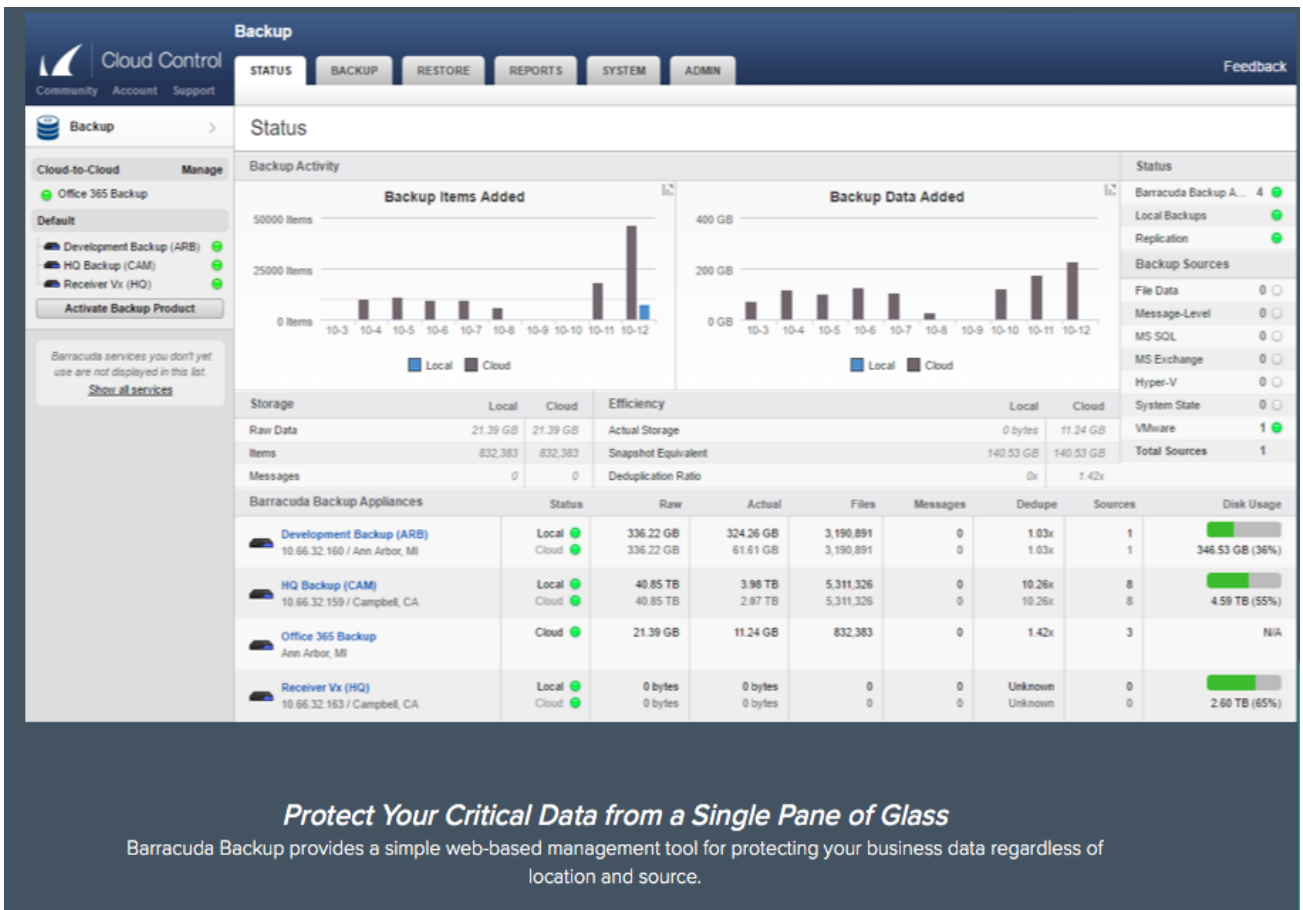 Backup
Cloud Control
Community Account Support
STATUS BACKUP RESTORE REPORTS SYSTEM ADMIN
Feedback
Backup
Cloud-to-Cloud Manage
Office 365 Backup
Default
Development Backup (ARB)
HQ Backup (CAM)
Receiver Vx (HQ)
Activate Backup Product
Barracuda services you don't yet
use are not displayed in this list.
Show all services
Status
Backup Activity
Backup Items Added
50000 Items
25000 Items
0 Items
10-3 10-4 10-5 10-6 10-7 10-8 10-9 10-10 10-11 10-12
Local Cloud
Backup Data Added
400 GB
200 GB
0 GB
10-3 10-4 10-5 10-6 10-7 10-8 10-9 10-10 10-11 10-12
Local Cloud
Status
Barracuda Backup A... 4
Local Backups
Replication
Backup Sources
File Data 0
Message-Level 0
MS SQL 0
MS Exchange 0
Hyper-V 0
System State 0
VMware 1
Total Sources 1
Storage Local Cloud
Raw Data 21.39 GB 21.39 GB
Items 832,383 832,383
Messages 0 0
Efficiency Local Cloud
Actual Storage 0 bytes 11.24 GB
Snapshot Equivalent 140.53 GB 140.53 GB
Deduplication Ratio 0x 1.42x
Barracuda Backup Appliances Status Raw Actual Files Messages Dedupe Sources Disk Usage
Development Backup (ARB) Local 336.22 GB 324.26 GB 3,190,891 0 1.03x 1
10.66.32.160 / Ann Arbor, MI Cloud 336.22 GB 61.61 GB 3,190,891 0 1.03x 1 346.53 GB (36%)
HQ Backup (CAM) Local 40.85 TB 3.98 TB 5,311,326 0 10.26x 8
10.66.32.159 / Campbell, CA Cloud 40.85 TB 2.07 TB 5,311,326 0 10.26x 8 4.59 TB (55%)
Office 365 Backup Cloud 21.39 GB 11.24 GB 832,383 0 1.42x 3 N/A
Ann Arbor, MI
Receiver Vx (HQ) Local 0 bytes 0 bytes 0 0 Unknown 0
10.66.32.163 / Campbell, CA Cloud 0 bytes 0 bytes 0 0 Unknown 0 2.60 TB (65%)
Protect Your Critical Data from a Single Pane of Glass
Barracuda Backup provides a simple web-based management tool for protecting your business data regardless of
location and source.